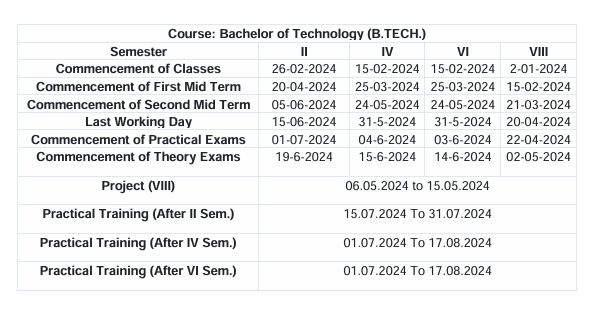 Course: Bachelor of Technology (B.TECH.)
Semester II IV VI VIII
Commencement of Classes 26-02-2024 15-02-2024 15-02-2024 2-01-2024
Commencement of First Mid Term 20-04-2024 25-03-2024 25-03-2024 15-02-2024
Commencement of Second Mid Term 05-06-2024 24-05-2024 24-05-2024 21-03-2024
Last Working Day 15-06-2024 31-5-2024 31-5-2024 20-04-2024
Commencement of Practical Exams 01-07-2024 04-6-2024 03-6-2024 22-04-2024
Commencement of Theory Exams 19-6-2024 15-6-2024 14-6-2024 02-05-2024
Project (VIII) 06.05.2024 to 15.05.2024
Practical Training (After II Sem.) 15.07.2024 To 31.07.2024
Practical Training (After IV Sem.) 01.07.2024 To 17.08.2024
Practical Training (After VI Sem.) 01.07.2024 To 17.08.2024